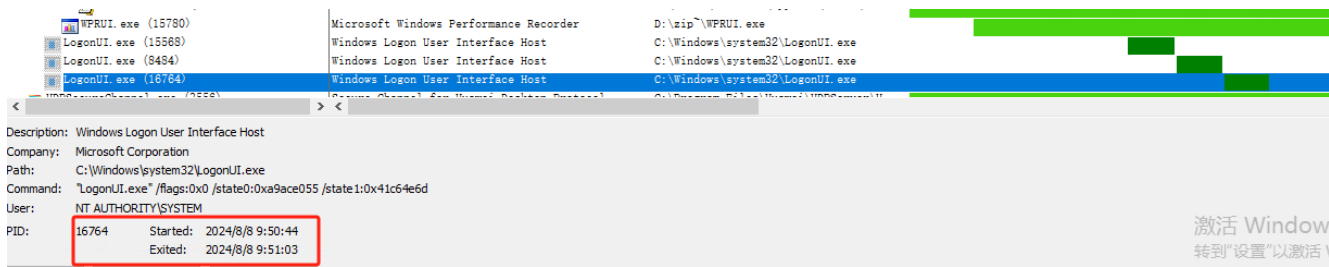 WPRUI.exe (15780) Microsoft Windows Performance Recorder D:\zip~\WPRUI.exe
LogonUI.exe (15568) Windows Logon User Interface Host C:\Windows\system32\LogonUI.exe
LogonUI.exe (8484) Windows Logon User Interface Host C:\Windows\system32\LogonUI.exe
LogonUI.exe (16764) Windows Logon User Interface Host C:\Windows\system32\LogonUI.exe
Description: Windows Logon User Interface Host
Company: Microsoft Corporation
Path: C:\Windows\system32\LogonUI.exe
Command: "LogonUI.exe" /flags:0x0 /state0:0xa9ace055 /state1:0x41c64e6d
User: NT AUTHORITY\SYSTEM
PID: 16764 Started: 2024/8/8 9:50:44
Exited: 2024/8/8 9:51:03
激活 Window
转到"设置"以激活